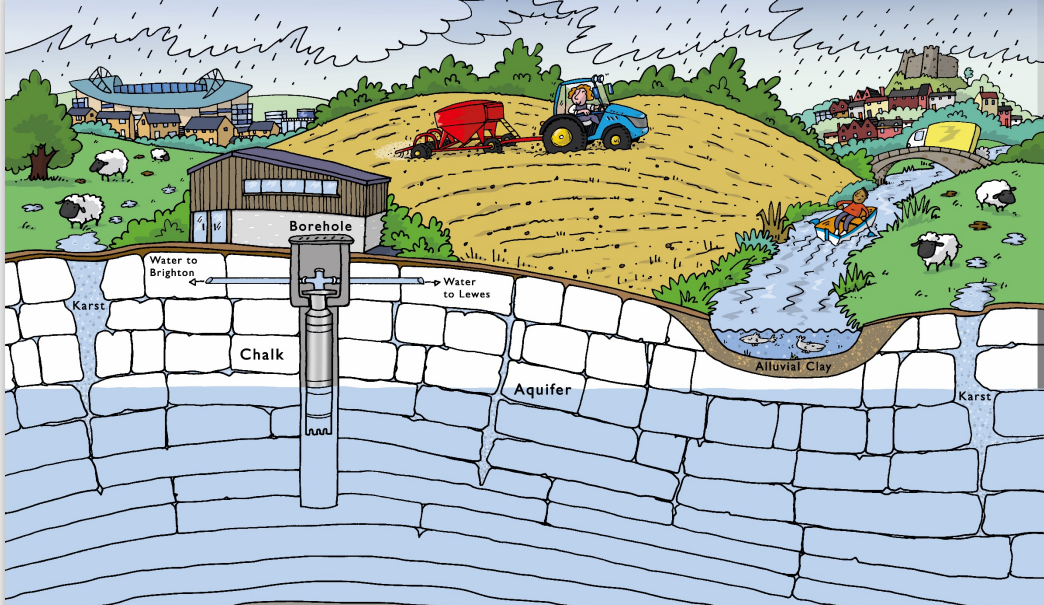 Borehole
Water to
Brighton
Water
to Lewes
Karst
Chalk
Alluvial Clay
Aquifer
Karst